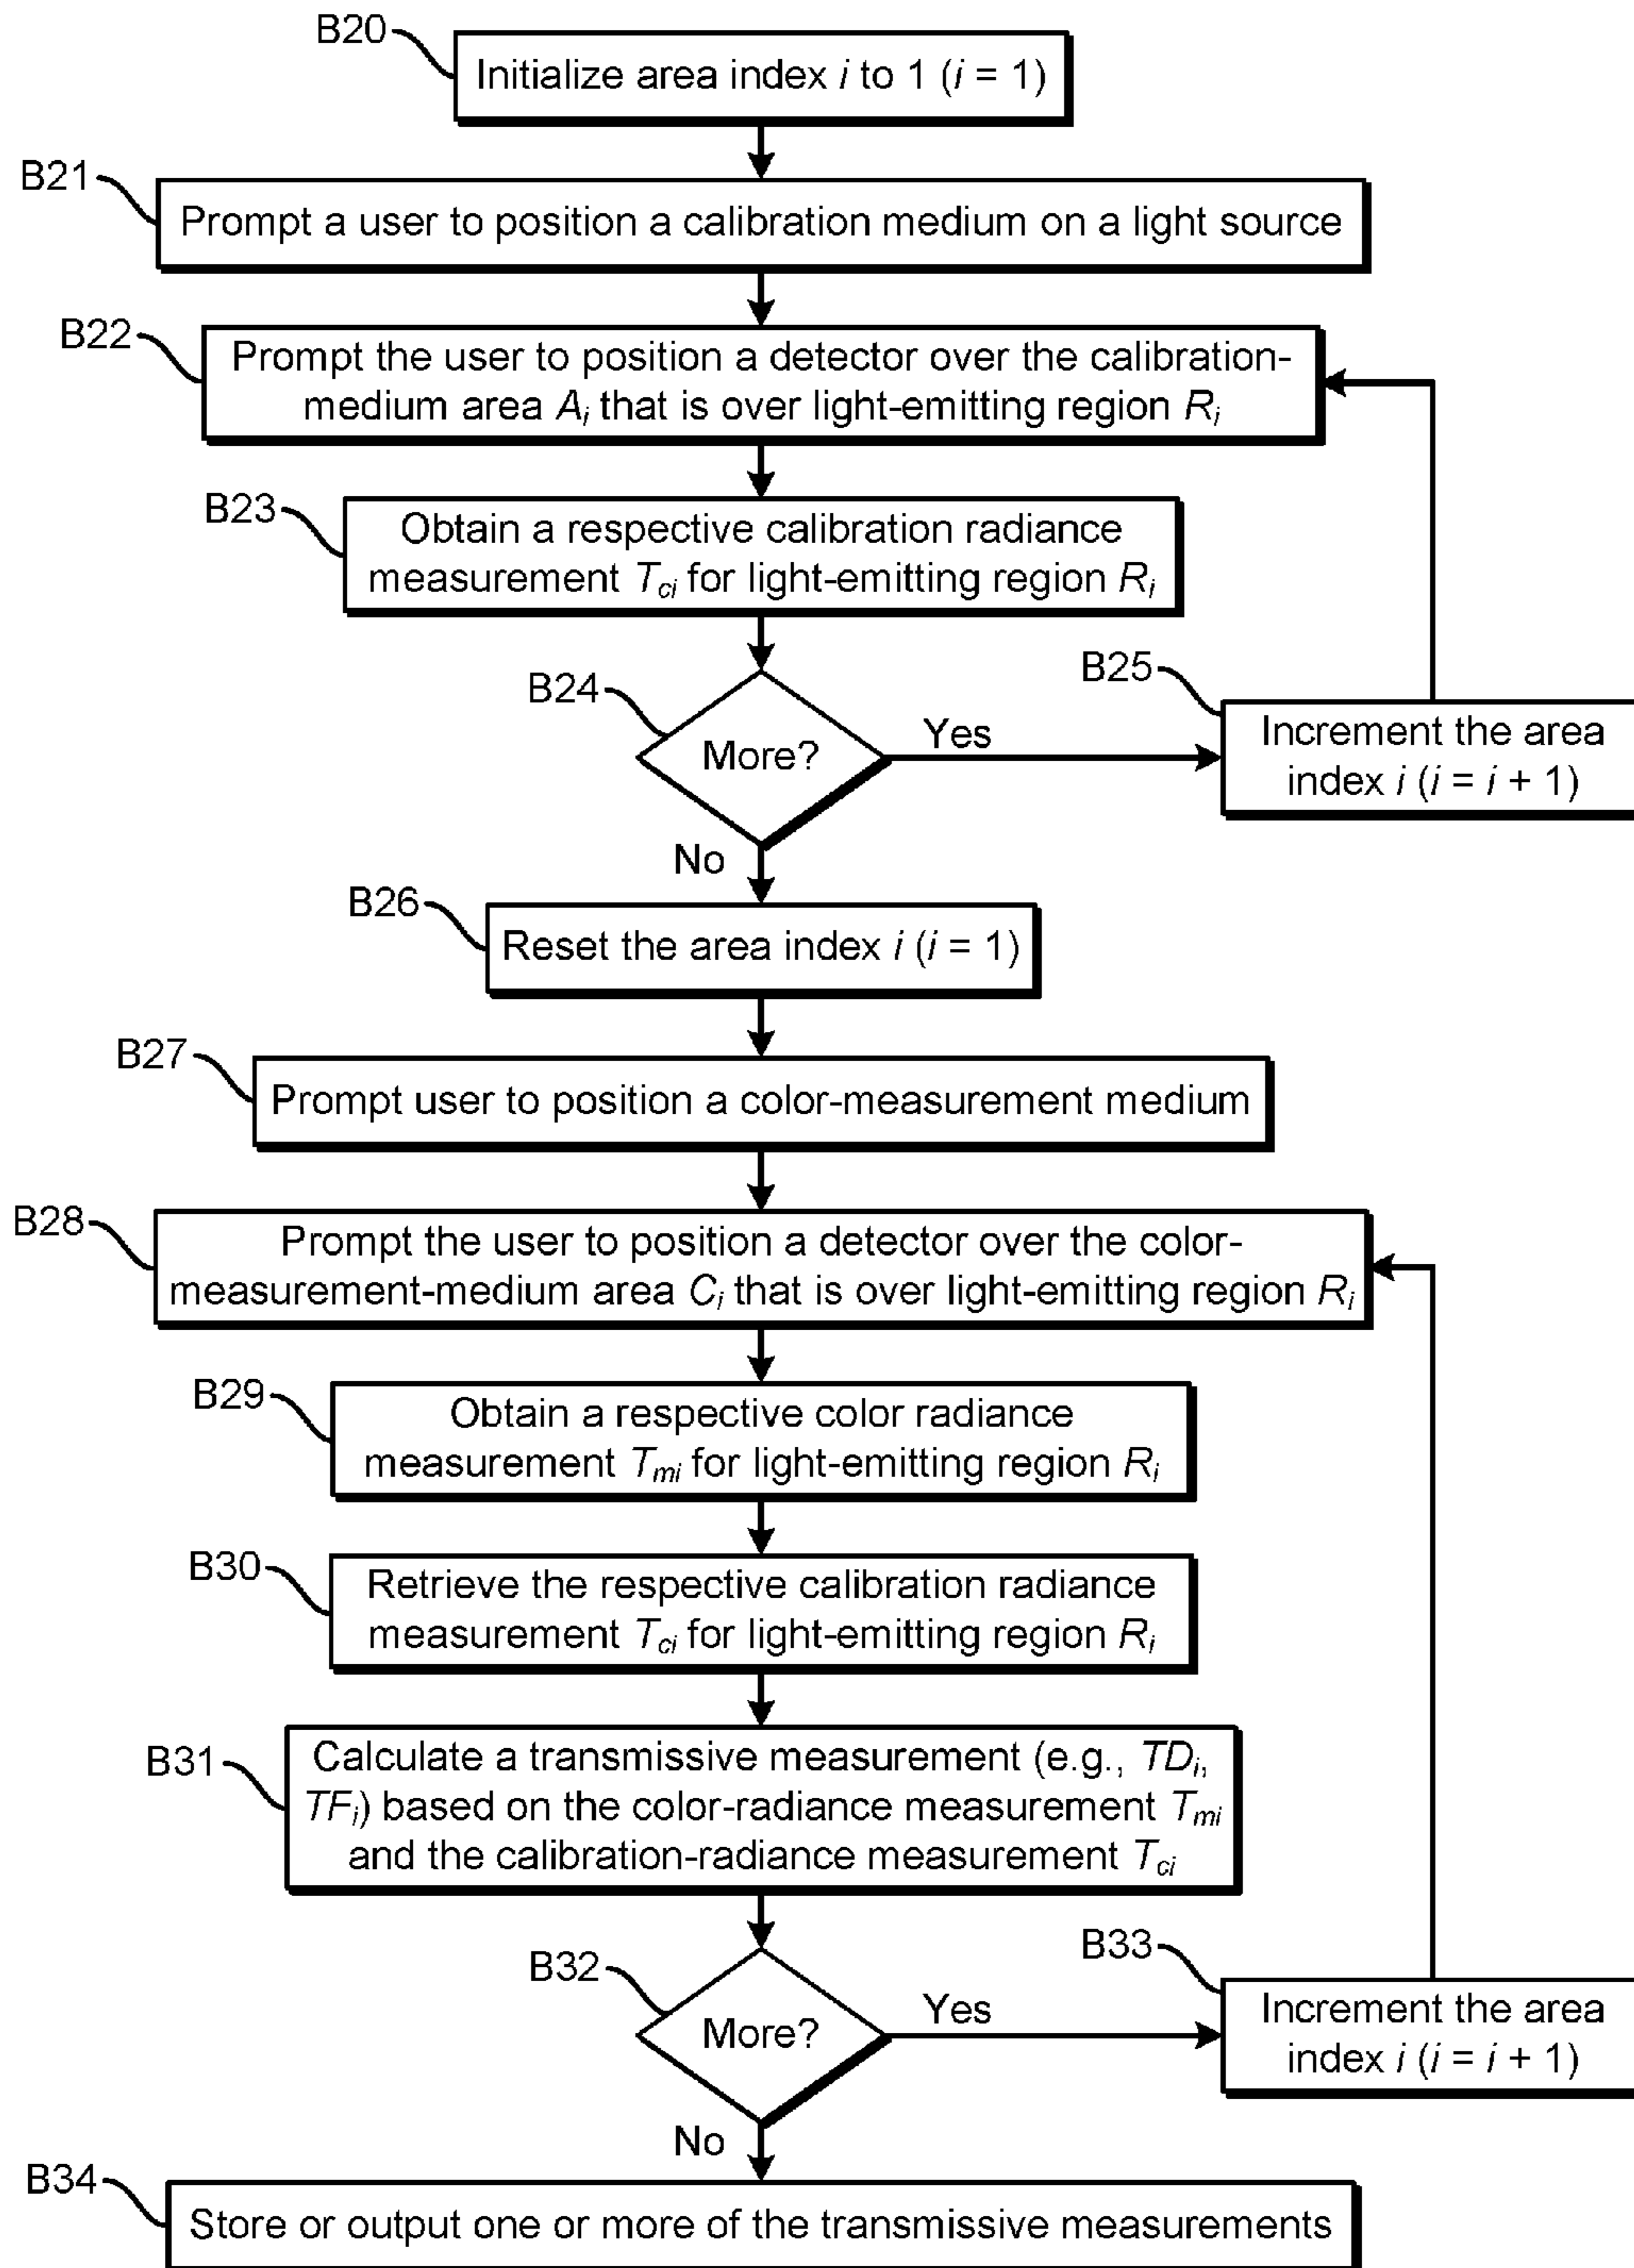 B20
Initialize area index i to 1 (i = 1)
B21
Prompt a user to position a calibration medium on a light source
B22
Prompt the user to position a detector over the calibration-
medium area Ai that is over light-emitting region Ri
B23
Obtain a respective calibration radiance
measurement Tci for light-emitting region Ri
B24
More?
Yes
B25
Increment the area
index i (i = i + 1)
No
B26
Reset the area index i (i = 1)
B27
Prompt user to position a color-measurement medium
B28
Prompt the user to position a detector over the color-
measurement-medium area Ci that is over light-emitting region Ri
B29
Obtain a respective color radiance
measurement Tmi for light-emitting region Ri
B30
Retrieve the respective calibration radiance
measurement Tci for light-emitting region Ri
B31
Calculate a transmissive measurement (e.g., TDi,
TFi) based on the color-radiance measurement Tmi
and the calibration-radiance measurement Tci
B32
More?
Yes
B33
Increment the area
index i (i = i + 1)
No
B34
Store or output one or more of the transmissive measurements